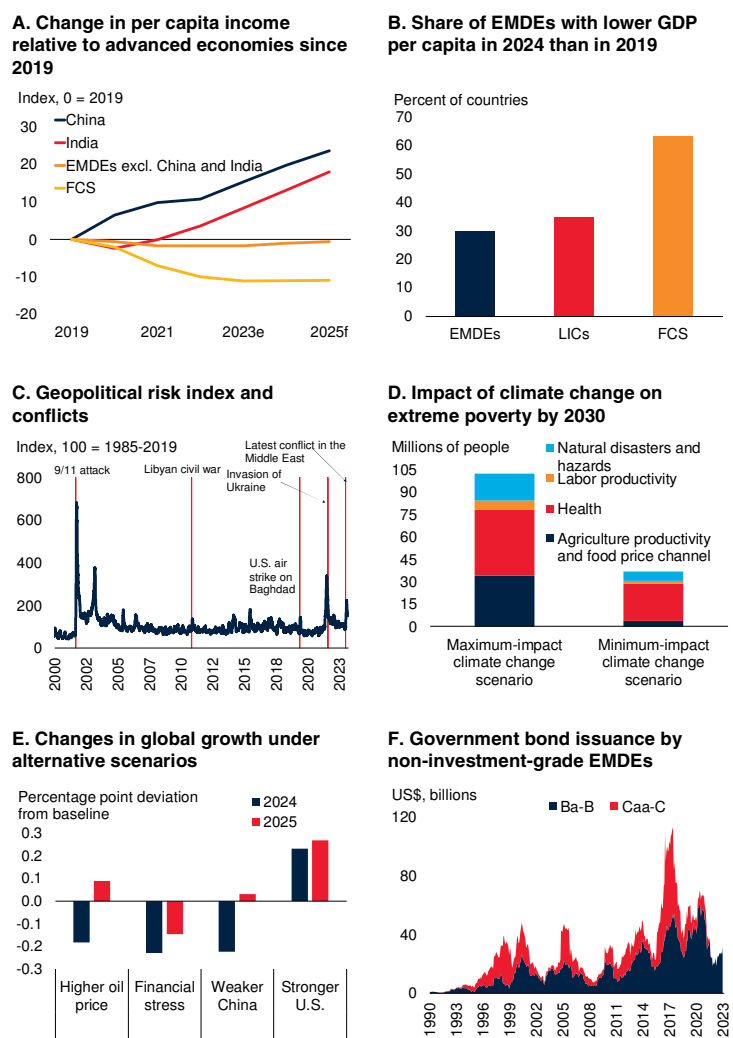 A. Change in per capita income
relative to advanced economies since
2019
Index, 0 = 2019
30
20
10
0
-10
-20
China
India
EMDEs excl. China and India
FCS
2019 2021 2023e 2025f
B. Share of EMDEs with lower GDP
per capita in 2024 than in 2019
Percent of countries
70
60
50
40
30
20
10
0
EMDEs LICs FCS
C. Geopolitical risk index and
conflicts
Index, 100 = 1985-2019
800
600
400
200
0
9/11 attack
Libyan civil war
Latest conflict in the
Middle East
Invasion of
Ukraine
U.S. air
strike on
Baghdad
2000 2002 2005 2007 2010 2012 2015 2017 2020 2023
D. Impact of climate change on
extreme poverty by 2030
Millions of people
105
90
75
60
45
30
15
0
Natural disasters and
hazards
Labor productivity
Health
Agriculture productivity
and food price channel
Maximum-impact
climate change
scenario
Minimum-impact
climate change
scenario
E. Changes in global growth under
alternative scenarios
Percentage point deviation
from baseline
2024
2025
0.3
0.2
0.1
0.0
-0.1
-0.2
-0.3
Higher oil
price
Financial
stress
Weaker
China
Stronger
U.S.
F. Government bond issuance by
non-investment-grade EMDEs
US$, billions
120
80
40
0
Ba-B Caa-C
1990 1993 1996 1999 2002 2005 2008 2011 2014 2017 2020 2023